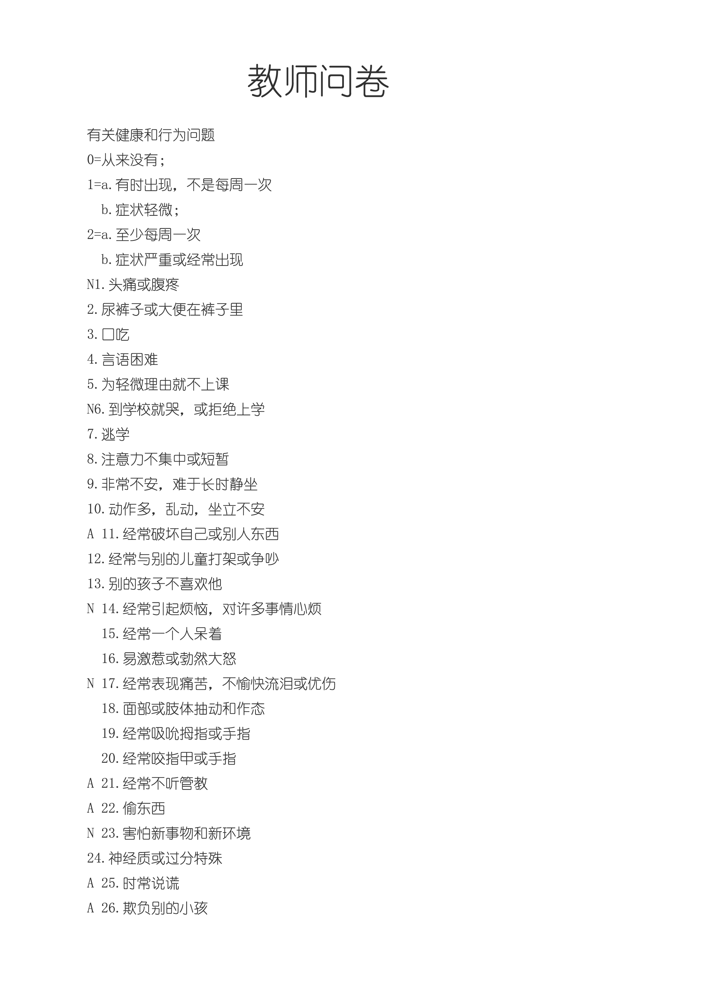 教师问卷
有关健康和行为问题
0=从来没有；
1=a.有时出现，不是每周一次
b.症状轻微；
2=a.至少每周一次
b.症状严重或经常出现
N1.头痛或腹疼
2.尿裤子或大便在裤子里
3.口吃
4.言语困难
5.为轻微理由就不上课
N6.到学校就哭，或拒绝上学
7.逃学
8.注意力不集中或短暂
9.非常不安，难于长时静坐
10.动作多，乱动，坐立不安
A 11.经常破坏自己或别人东西
12.经常与别的儿童打架或争吵
13.别的孩子不喜欢他
N 14.经常引起烦恼，对许多事情心烦
15.经常一个人呆着
16.易激惹或勃然大怒
N 17.经常表现痛苦，不愉快流泪或优伤
18.面部或肢体抽动和作态
19.经常吸吮拇指或手指
20.经常咬指甲或手指
A 21.经常不听管教
A 22.偷东西
N 23.害怕新事物和新环境
24.神经质或过分特殊
A 25.时常说谎
A 26.欺负别的小孩